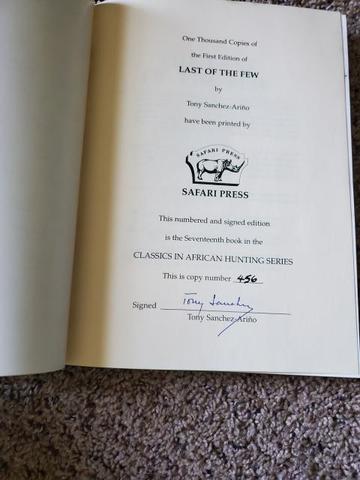 One Thousand Copies of
the First Edition of
LAST OF THE FEW
by
Tony Sanchez-Ariño
have been printed by
SAFARI PRESS
SAFARI PRESS
This numbered and signed edition
is the Seventeenth book in the
CLASSICS IN AFRICAN HUNTING SERIES
This is copy number 456
Signed Tony Sanchez
Tony Sanchez-Ariño